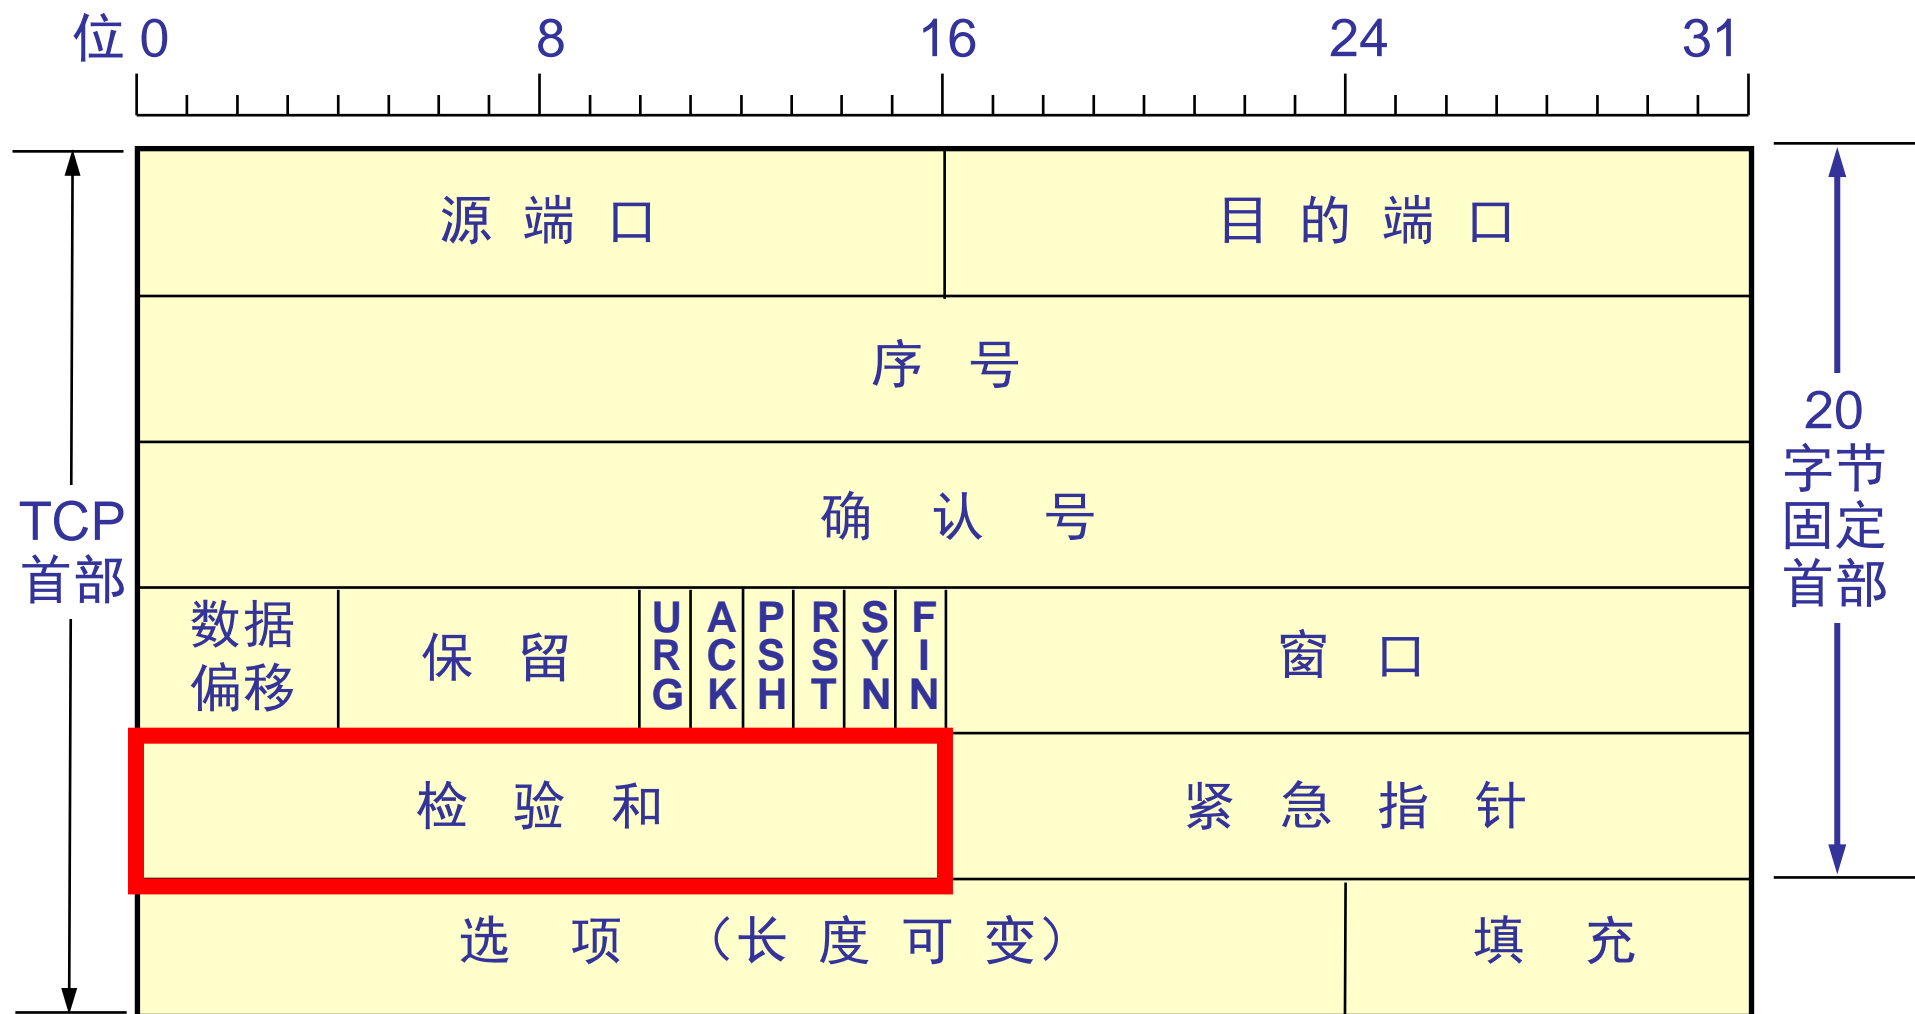 位 0 8 16 24 31
源 端 口 目 的 端 口
序 号
确 认 号
TCP
首部
20
字节
固定
首部
数据
偏移
保 留
URG
ACK
PSH
RST
SYN
FIN
窗 口
检 验 和
紧 急 指 针
选 项 （长 度 可 变）
填 充